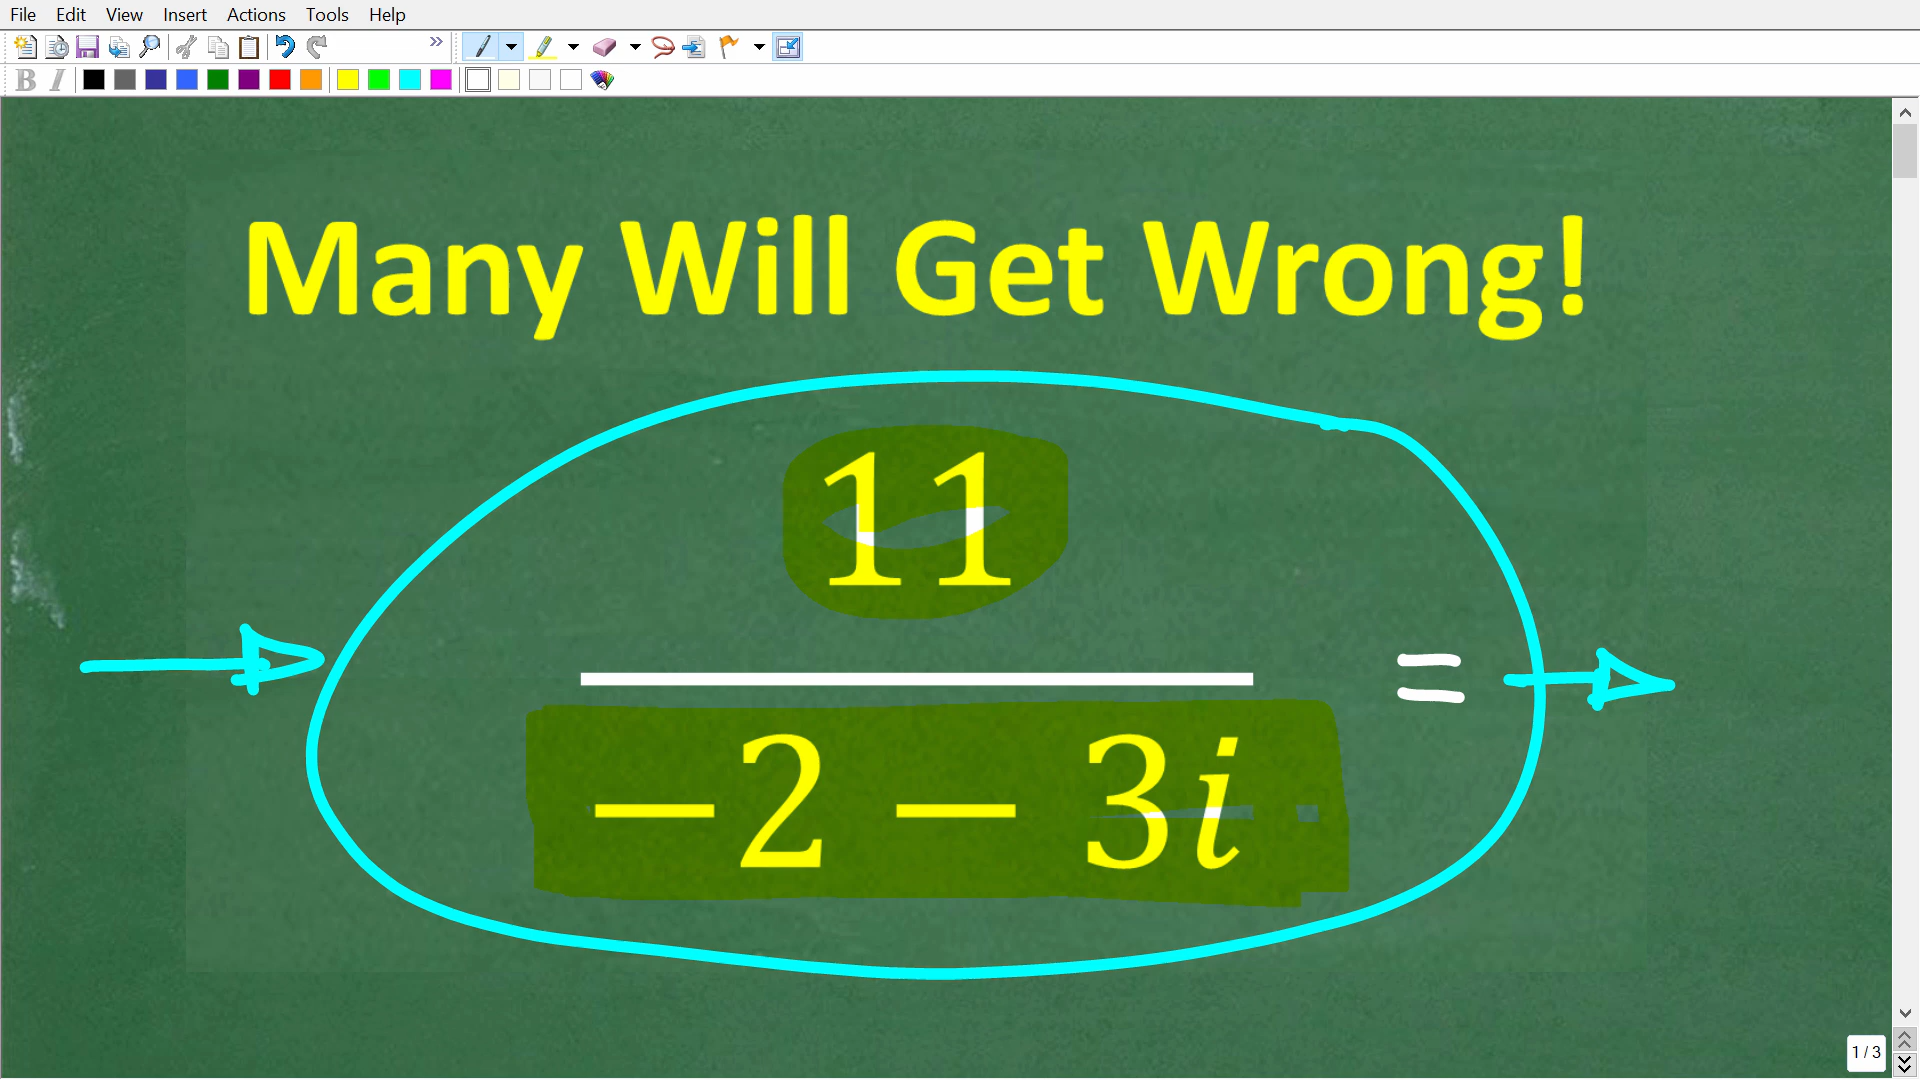 File Edit View Insert Actions Tools Help
B I
Many Will Get Wrong!
11
=
−2 − 3i
1 / 3